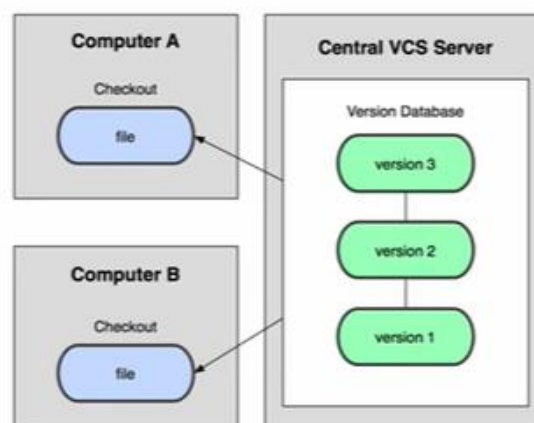 Computer A
Checkout
file
Computer B
Checkout
file
Central VCS Server
Version Database
version 3
version 2
version 1